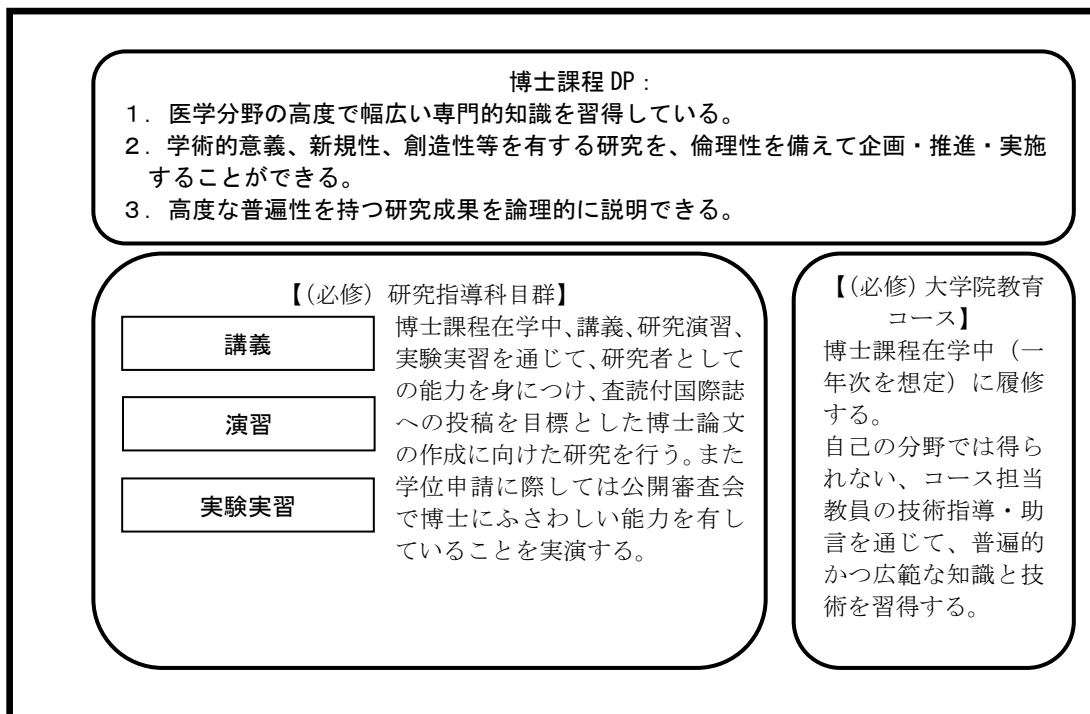 博士課程 DP：
１．医学分野の高度で幅広い専門的知識を習得している。
２．学術的意義、新規性、創造性等を有する研究を、倫理性を備えて企画・推進・実施
することができる。
３．高度な普遍性を持つ研究成果を論理的に説明できる。
【(必修) 研究指導科目群】
講義
演習
実験実習
博士課程在学中、講義、研究演習、
実験実習を通じて、研究者として
の能力を身につけ、査読付国際誌
への投稿を目標とした博士論文
の作成に向けた研究を行う。また
学位申請に際しては公開審査会
で博士にふさわしい能力を有し
ていることを実演する。
【(必修) 大学院教育
コース】
博士課程在学中（一
年次を想定）に履修
する。
自己の分野では得ら
れない、コース担当
教員の技術指導・助
言を通じて、普遍的
かつ広範な知識と技
術を習得する。